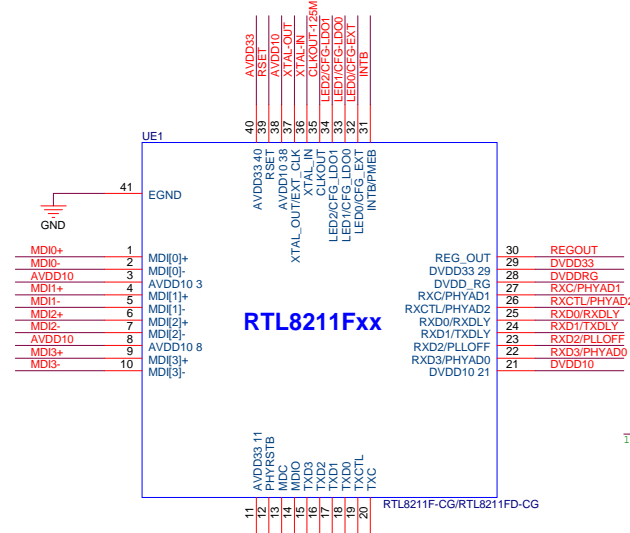 AVDD33
RSET
AVDD10
XTAL-OUT
XTAL-IN
CLKOUT-125M
LED2/CFG-LDO1
LED1/CFG-LDO0
LED0/CFG-EXT
INTB
40
39
38
37
36
35
34
33
32
31
UE1
AVDD33 40
RSET
AVDD10 38
XTAL_OUT/EXT_CLK
XTAL_IN
CLKOUT
LED2/CFG_LDO1
LED1/CFG_LDO0
LED0/CFG_EXT
INTB/PMEB
41 EGND
GND
MDI0+ 1 MDI[0]+
MDI0- 2 MDI[0]-
AVDD10 3 AVDD10 3
MDI1+ 4 MDI[1]+
MDI1- 5 MDI[1]-
MDI2+ 6 MDI[2]+
MDI2- 7 MDI[2]-
AVDD10 8 AVDD10 8
MDI3+ 9 MDI[3]+
MDI3- 10 MDI[3]-
RTL8211Fxx
REG_OUT 30 REGOUT
DVDD33 29 29 DVDD33
DVDD_RG 28 DVDDRG
RXC/PHYAD1 27 RXC/PHYAD1
RXCTL/PHYAD2 26 RXCTL/PHYAD2
RXD0/RXDLY 25 RXD0/RXDLY
RXD1/TXDLY 24 RXD1/TXDLY
RXD2/PLLOFF 23 RXD2/PLLOFF
RXD3/PHYAD0 22 RXD3/PHYAD0
DVDD10 21 21 DVDD10
1
AVDD33 11
PHYRSTB
MDC
MDIO
TXD3
TXD2
TXD1
TXD0
TXCTL
TXC
11
12
13
14
15
16
17
18
19
20
RTL8211F-CG/RTL8211FD-CG